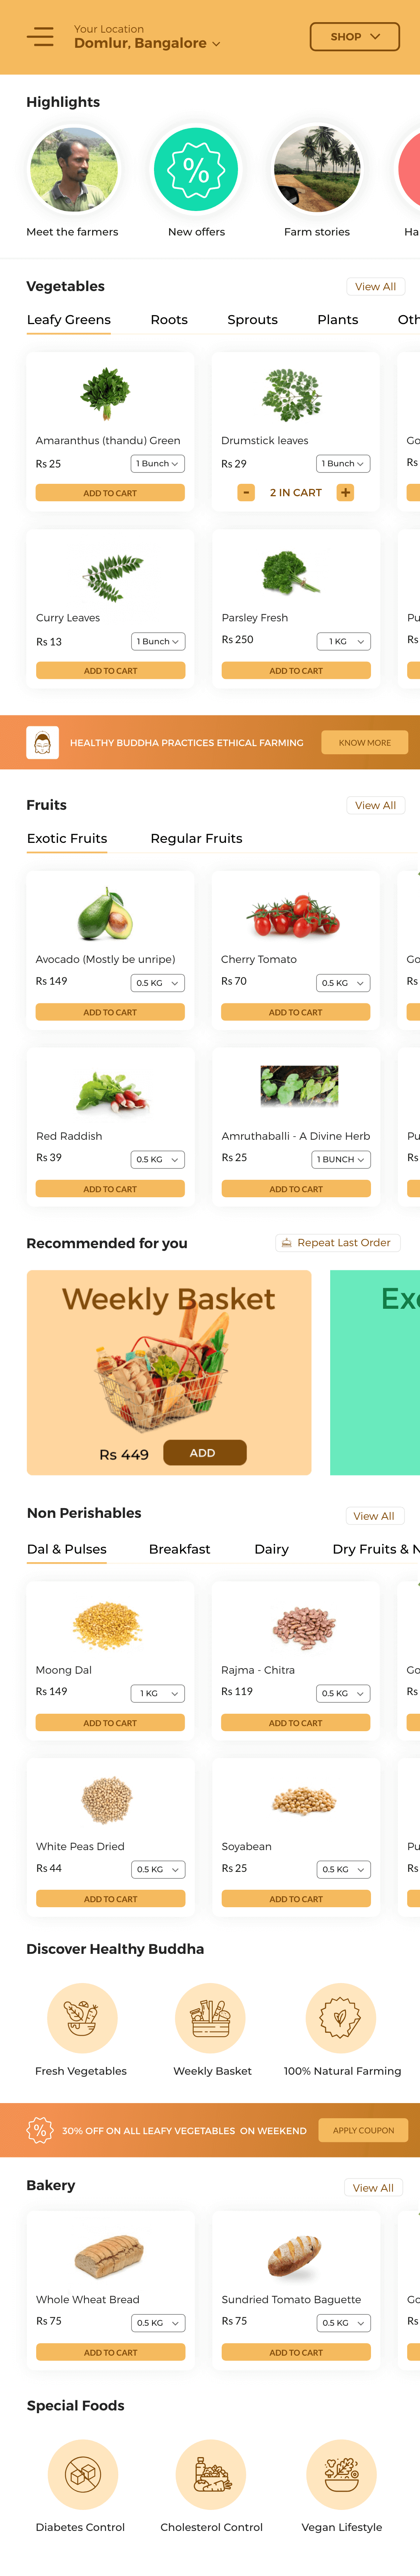 Your Location
Domlur, Bangalore
SHOP
Highlights
%
Meet the farmers
New offers
Farm stories
Ha
Vegetables
View All
Leafy Greens Roots Sprouts Plants Oth
Amaranthus (thandu) Green
Drumstick leaves
Go
Rs 25
1 Bunch
Rs 29
1 Bunch
Rs
ADD TO CART
- 2 IN CART +
Curry Leaves
Parsley Fresh
Pu
Rs 13
1 Bunch
Rs 250
1 KG
Rs
ADD TO CART
ADD TO CART
HEALTHY BUDDHA PRACTICES ETHICAL FARMING
KNOW MORE
Fruits
View All
Exotic Fruits Regular Fruits
Avocado (Mostly be unripe)
Cherry Tomato
Go
Rs 149
0.5 KG
Rs 70
0.5 KG
Rs
ADD TO CART
ADD TO CART
Red Raddish
Amruthaballi - A Divine Herb
Pu
Rs 39
0.5 KG
Rs 25
1 BUNCH
Rs
ADD TO CART
ADD TO CART
Recommended for you
Repeat Last Order
Weekly Basket
Exo
Rs 449
ADD
Non Perishables
View All
Dal & Pulses Breakfast Dairy Dry Fruits & N
Moong Dal
Rajma - Chitra
Go
Rs 149
1 KG
Rs 119
0.5 KG
Rs
ADD TO CART
ADD TO CART
White Peas Dried
Soyabean
Pu
Rs 44
0.5 KG
Rs 25
0.5 KG
Rs
ADD TO CART
ADD TO CART
Discover Healthy Buddha
Fresh Vegetables
Weekly Basket
100% Natural Farming
%
30% OFF ON ALL LEAFY VEGETABLES ON WEEKEND
APPLY COUPON
Bakery
View All
Whole Wheat Bread
Sundried Tomato Baguette
Go
Rs 75
0.5 KG
Rs 75
0.5 KG
Rs
ADD TO CART
ADD TO CART
Special Foods
Diabetes Control
Cholesterol Control
Vegan Lifestyle